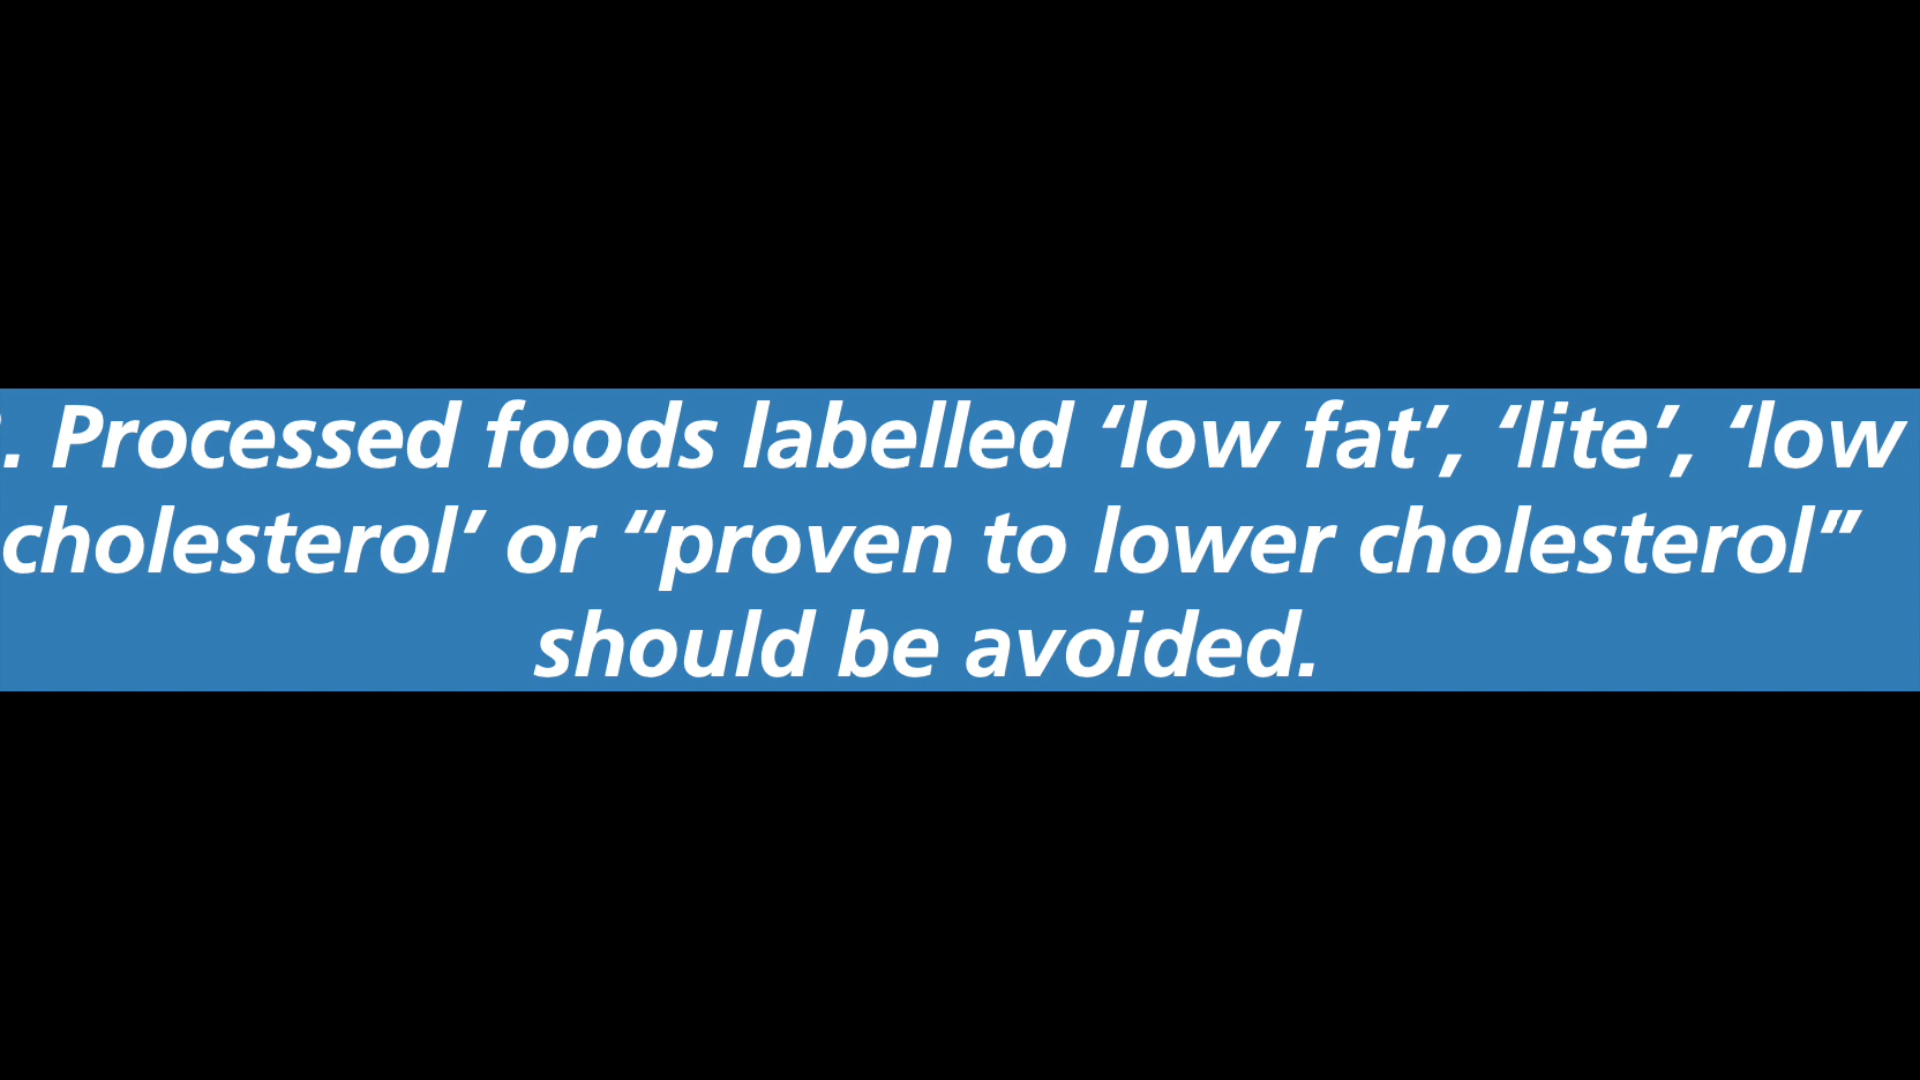 . Processed foods labelled ‘low fat’, ‘lite’, ‘low
cholesterol’ or “proven to lower cholesterol”
should be avoided.